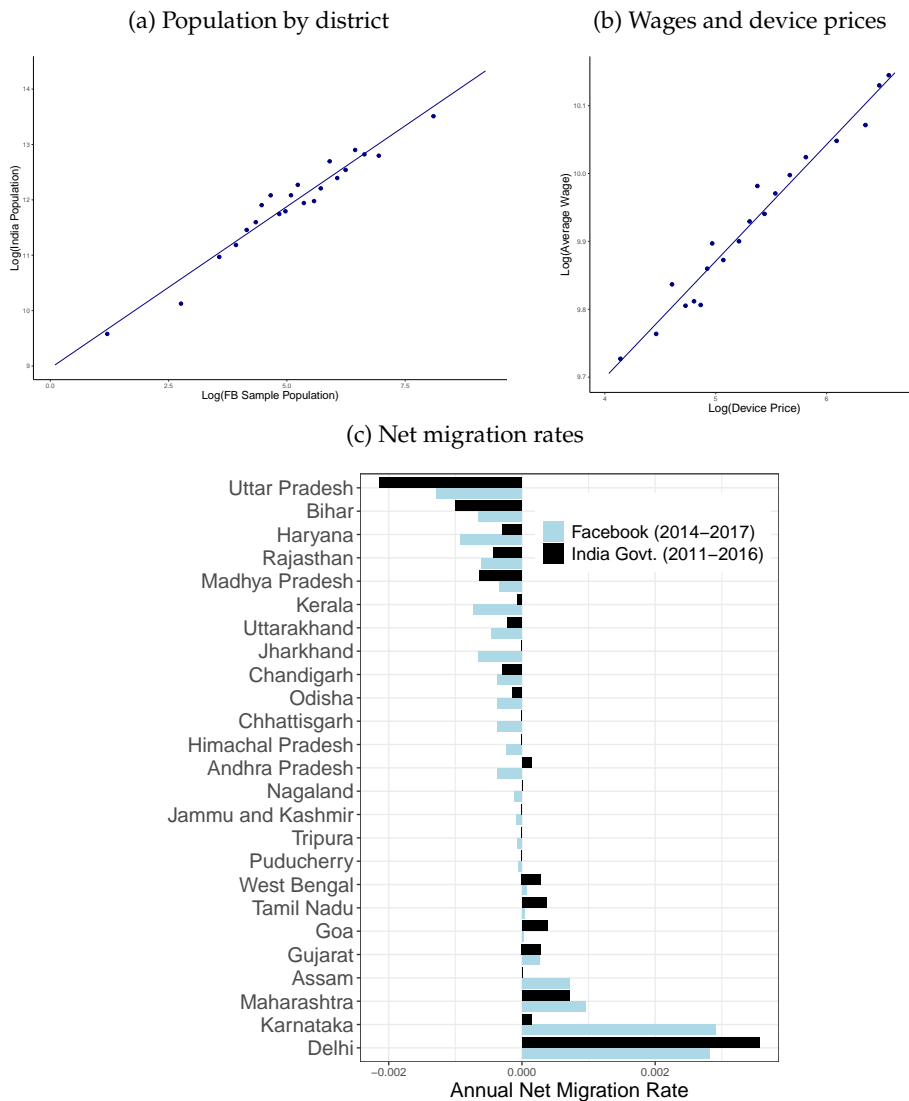 (a) Population by district
(b) Wages and device prices
14
13
12
11
10
9
Log(India Population)
0.0
2.5
5.0
7.5
Log(FB Sample Population)
10.1
10.0
9.9
9.8
9.7
Log(Average Wage)
4
5
6
Log(Device Price)
(c) Net migration rates
Uttar Pradesh
Bihar
Haryana
Rajasthan
Madhya Pradesh
Kerala
Uttarakhand
Jharkhand
Chandigarh
Odisha
Chhattisgarh
Himachal Pradesh
Andhra Pradesh
Nagaland
Jammu and Kashmir
Tripura
Puducherry
West Bengal
Tamil Nadu
Goa
Gujarat
Assam
Maharashtra
Karnataka
Delhi
Facebook (2014−2017)
India Govt. (2011−2016)
−0.002
0.000
0.002
Annual Net Migration Rate